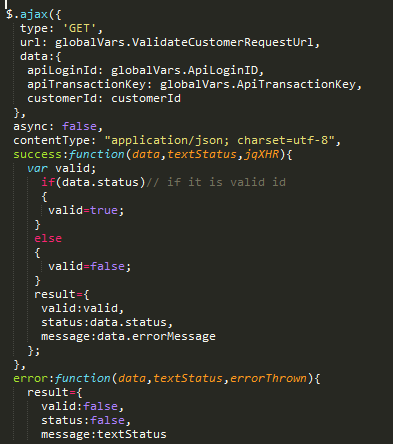 $.ajax({
type: 'GET',
url: globalVars.ValidateCustomerRequestUrl,
data:{
apiLoginId: globalVars.ApiLoginID,
apiTransactionKey: globalVars.ApiTransactionKey,
customerId: customerId
},
async: false,
contentType: "application/json; charset=utf-8",
success:function(data,textStatus,jqXHR){
var valid;
if(data.status)// if it is valid id
{
valid=true;
}
else
{
valid=false;
}
result={
valid:valid,
status:data.status,
message:data.errorMessage
};
},
error:function(data,textStatus,errorThrown){
result={
valid:false,
status:false,
message:textStatus